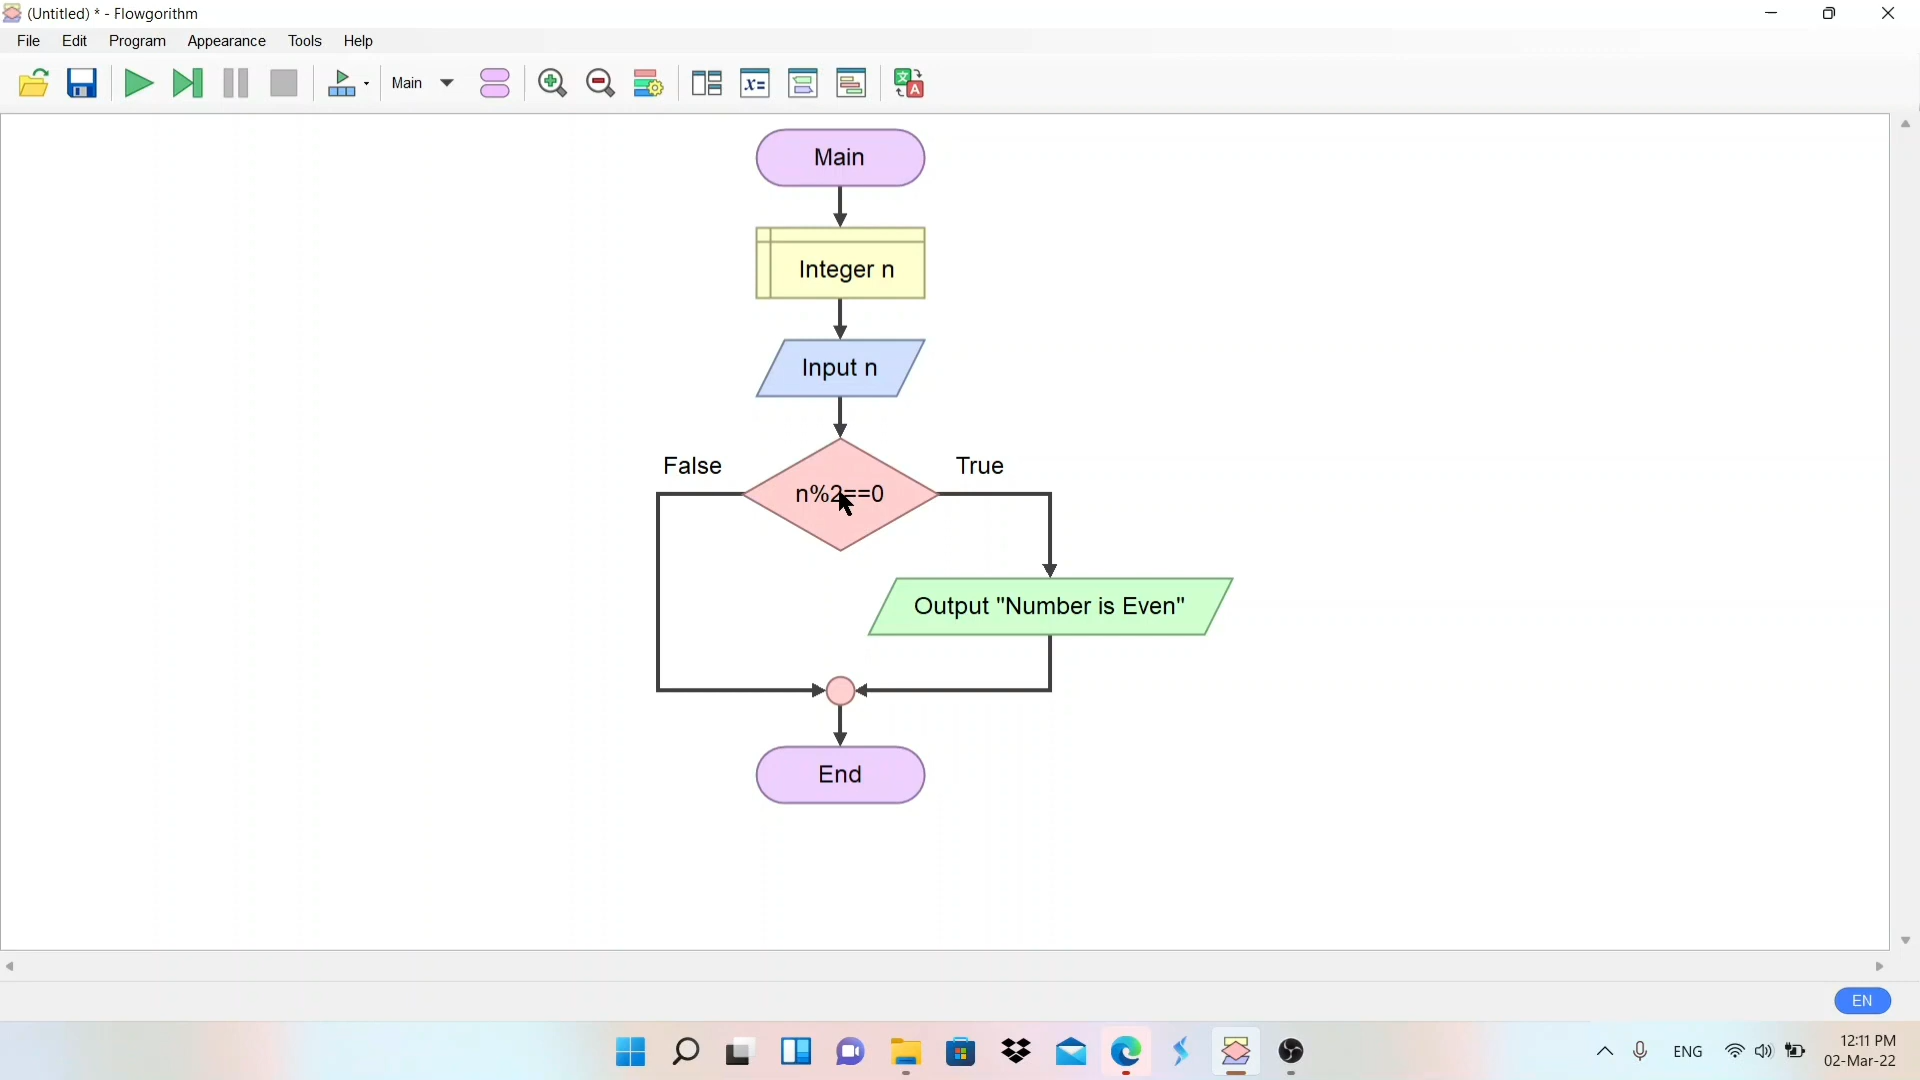 (Untitled) * - Flowgorithm
File Edit Program Appearance Tools Help
Main
x=
A
Main
Integer n
Input n
False
True
n%2==0
Output "Number is Even"
End
EN
ENG
12:11 PM
02-Mar-22